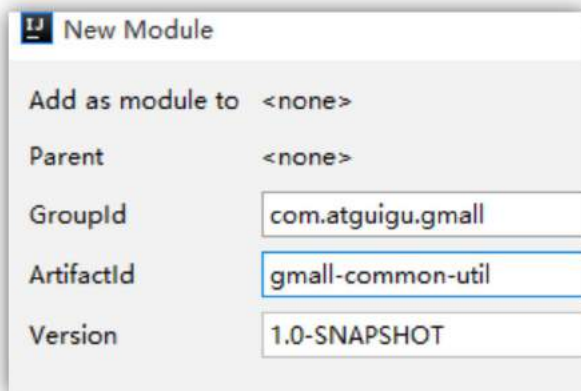 IJ New Module
Add as module to <none>
Parent <none>
GroupId com.atguigu.gmall
ArtifactId gmall-common-util
Version 1.0-SNAPSHOT